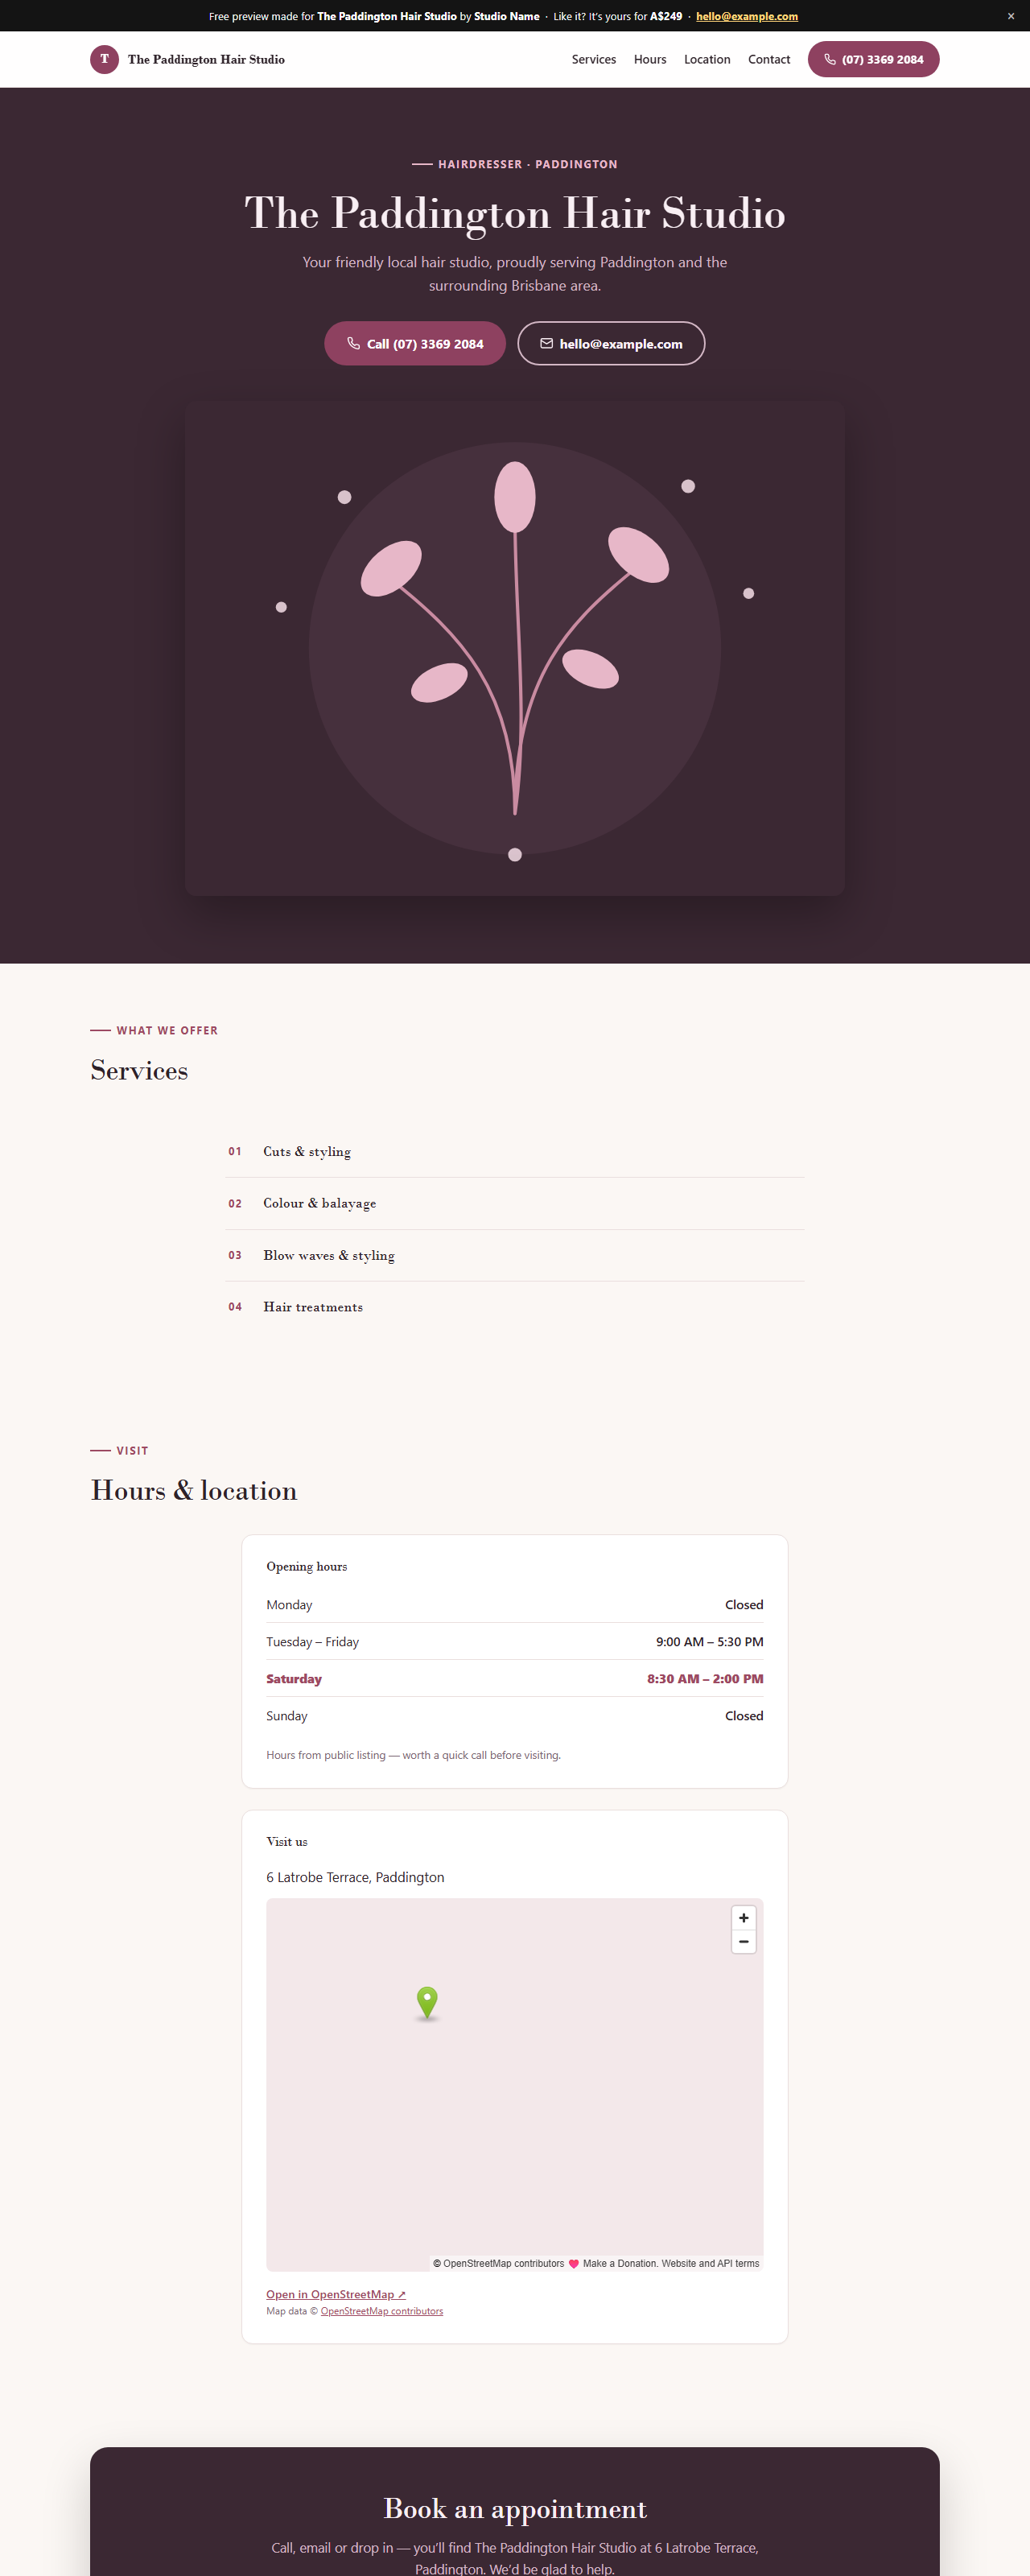 Free preview made for The Paddington Hair Studio by Studio Name · Like it? It's yours for A$249 · hello@example.com ×
T The Paddington Hair Studio Services Hours Location Contact (07) 3369 2084
HAIRDRESSER · PADDINGTON
The Paddington Hair Studio
Your friendly local hair studio, proudly serving Paddington and the
surrounding Brisbane area.
Call (07) 3369 2084 hello@example.com
WHAT WE OFFER
Services
01 Cuts & styling
02 Colour & balayage
03 Blow waves & styling
04 Hair treatments
VISIT
Hours & location
Opening hours
Monday Closed
Tuesday – Friday 9:00 AM – 5:30 PM
Saturday 8:30 AM – 2:00 PM
Sunday Closed
Hours from public listing — worth a quick call before visiting.
Visit us
6 Latrobe Terrace, Paddington
+
−
© OpenStreetMap contributors ♥ Make a Donation. Website and API terms
Open in OpenStreetMap ↗
Map data © OpenStreetMap contributors
Book an appointment
Call, email or drop in — you'll find The Paddington Hair Studio at 6 Latrobe Terrace,
Paddington. We'd be glad to help.